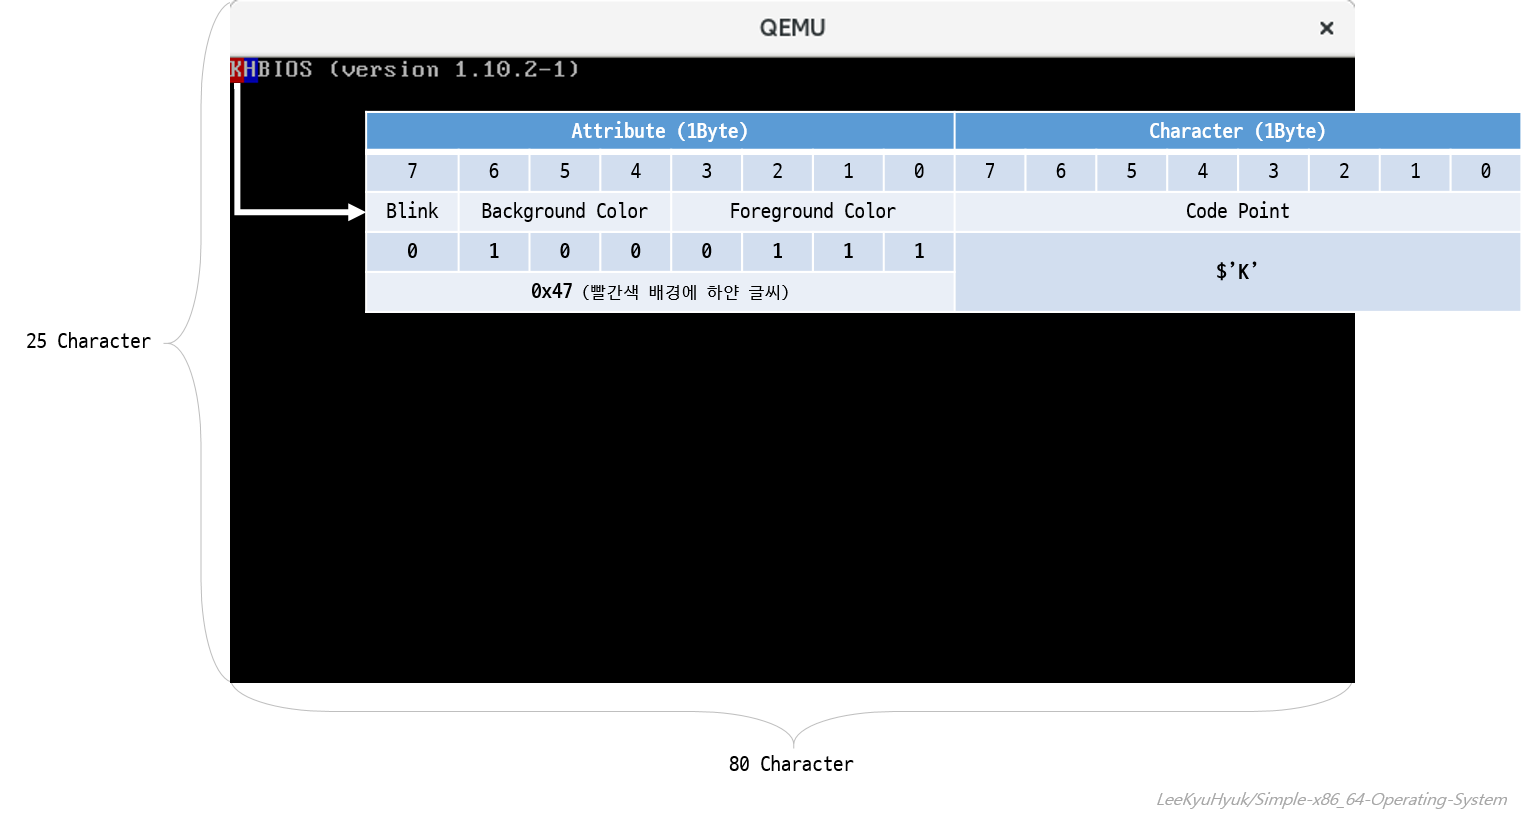 QEMU
KHBIOS (version 1.10.2-1)
Attribute (1Byte) Character (1Byte)
7 6 5 4 3 2 1 0 7 6 5 4 3 2 1 0
Blink Background Color Foreground Color Code Point
0 1 0 0 0 1 1 1
$’K’
0x47 (빨간색 배경에 하얀 글씨)
25 Character
80 Character
LeeKyuHyuk/Simple-x86_64-Operating-System